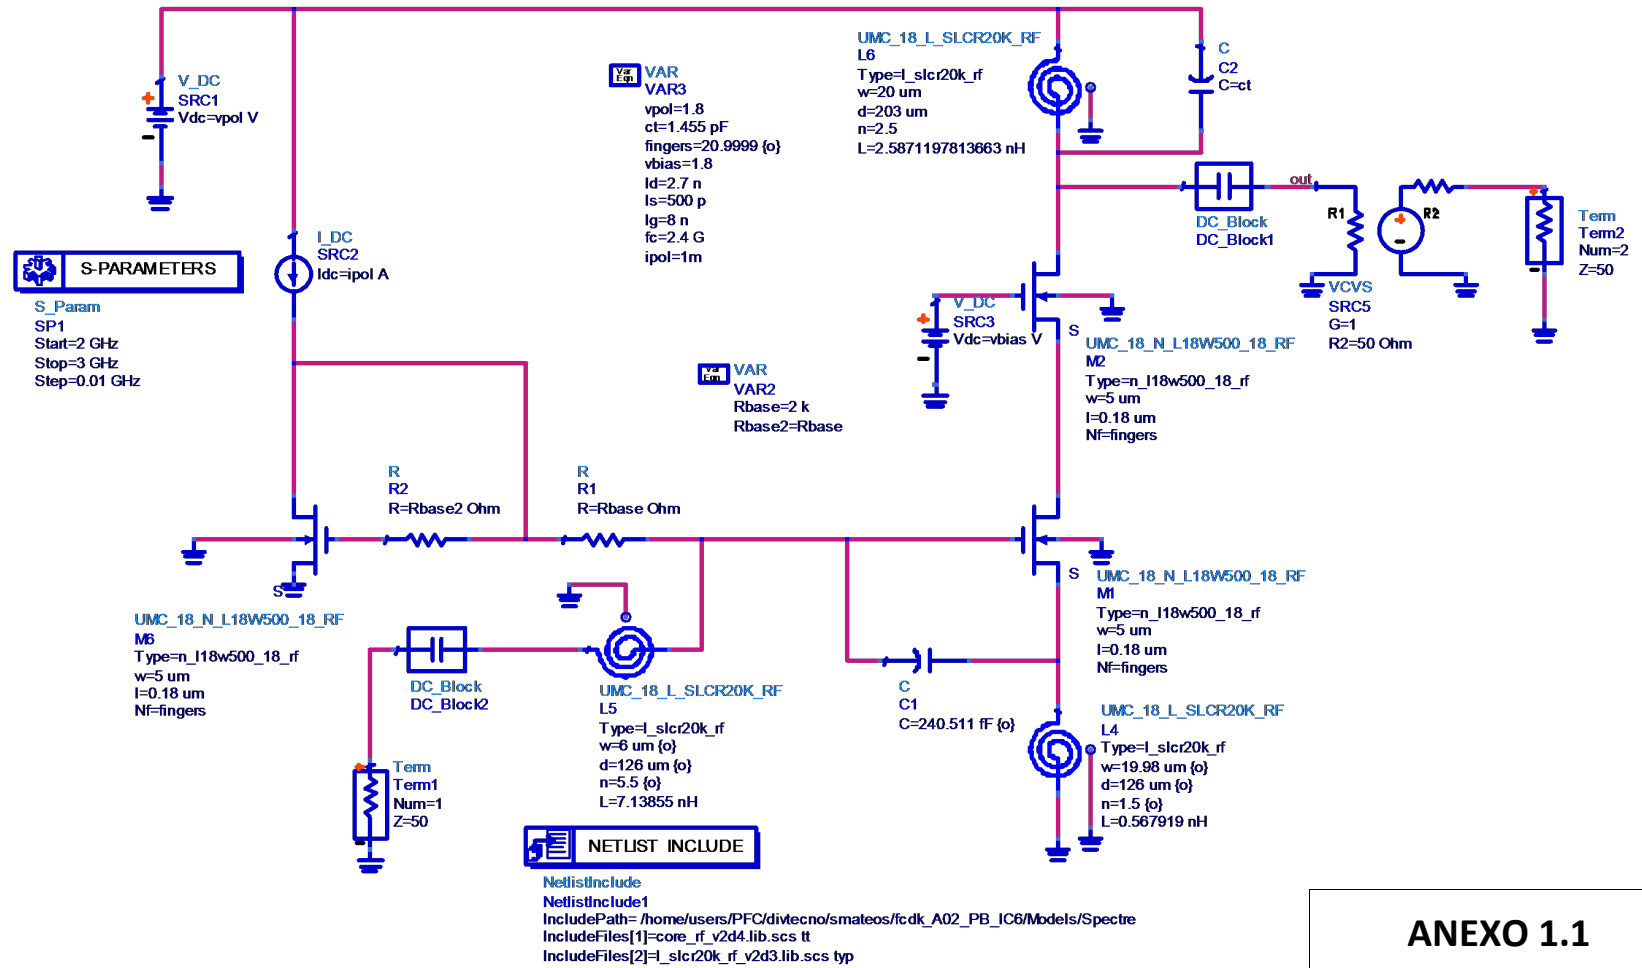 V_DC
SRC1
Vdc=vpol V
I_DC
SRC2
Idc=ipol A
S-PARAMETERS
S_Param
SP1
Start=2 GHz
Stop=3 GHz
Step=0.01 GHz
Var
Eqn
VAR
VAR3
vpol=1.8
ct=1.455 pF
fingers=20.9999 {o}
vbias=1.8
ld=2.7 n
ls=500 p
lg=8 n
fc=2.4 G
ipol=1m
UMC_18_L_SLCR20K_RF
L6
Type=l_slcr20k_rf
w=20 um
d=203 um
n=2.5
L=2.5871197813663 nH
C
C2
C=ct
out
DC_Block
DC_Block1
R1
R2
VCVS
SRC5
G=1
R2=50 Ohm
Term
Term2
Num=2
Z=50
V_DC
SRC3
Vdc=vbias V
S
UMC_18_N_L18W500_18_RF
M2
Type=n_l18w500_18_rf
w=5 um
l=0.18 um
Nf=fingers
Var
Eqn
VAR
VAR2
Rbase=2 k
Rbase2=Rbase
R
R2
R=Rbase2 Ohm
R
R1
R=Rbase Ohm
S
UMC_18_N_L18W500_18_RF
M6
Type=n_l18w500_18_rf
w=5 um
l=0.18 um
Nf=fingers
S
UMC_18_N_L18W500_18_RF
M1
Type=n_l18w500_18_rf
w=5 um
l=0.18 um
Nf=fingers
DC_Block
DC_Block2
UMC_18_L_SLCR20K_RF
L5
Type=l_slcr20k_rf
w=6 um {o}
d=126 um {o}
n=5.5 {o}
L=7.13855 nH
C
C1
C=240.511 fF {o}
UMC_18_L_SLCR20K_RF
L4
Type=l_slcr20k_rf
w=19.98 um {o}
d=126 um {o}
n=1.5 {o}
L=0.567919 nH
Term
Term1
Num=1
Z=50
NETLIST INCLUDE
NetlistInclude
NetlistInclude1
IncludePath= /home/users/PFC/divtecno/smateos/fcdk_A02_PB_IC6/Models/Spectre
IncludeFiles[1]=core_rf_v2d4.lib.scs tt
IncludeFiles[2]=l_slcr20k_rf_v2d3.lib.scs typ
ANEXO 1.1